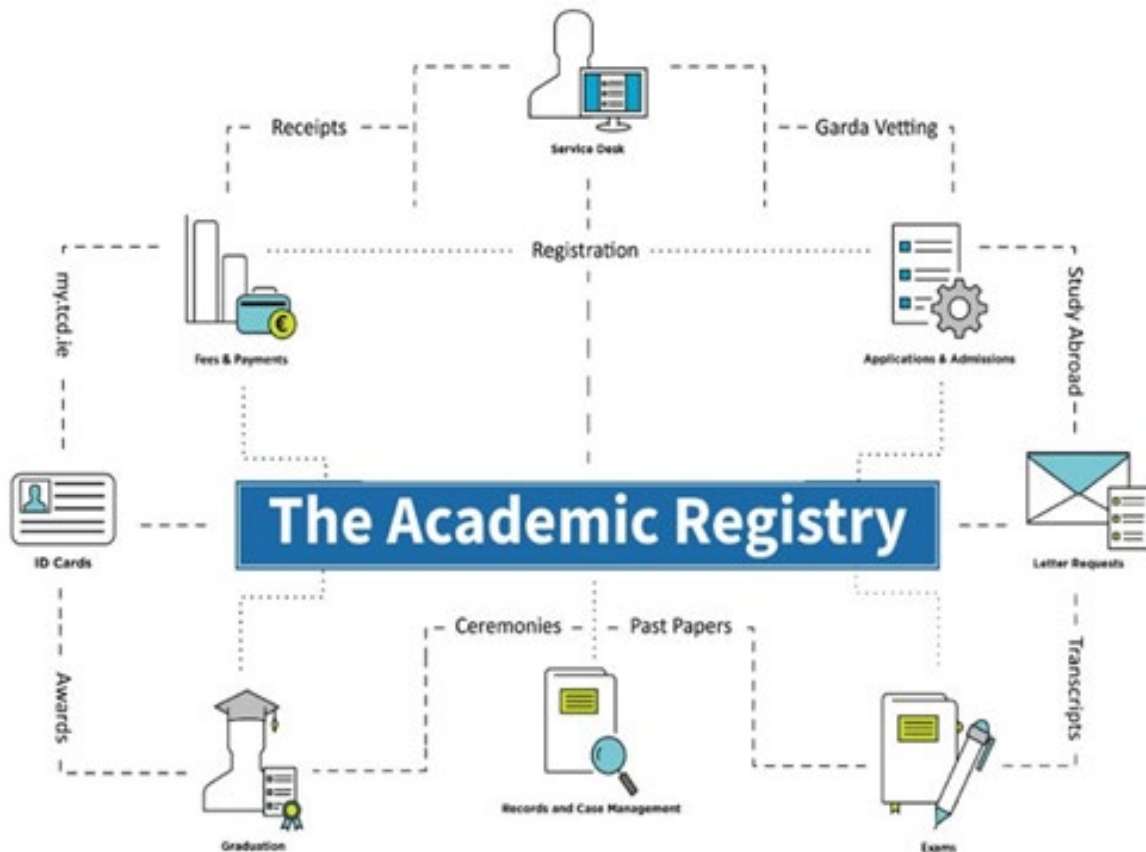 Service Desk
Receipts
Garda Vetting
Registration
my.tcd.ie
Fees & Payments
Applications & Admissions
Study Abroad
The Academic Registry
ID Cards
Letter Requests
Ceremonies
Past Papers
Awards
Transcripts
Records and Case Management
Graduation
Exams
€